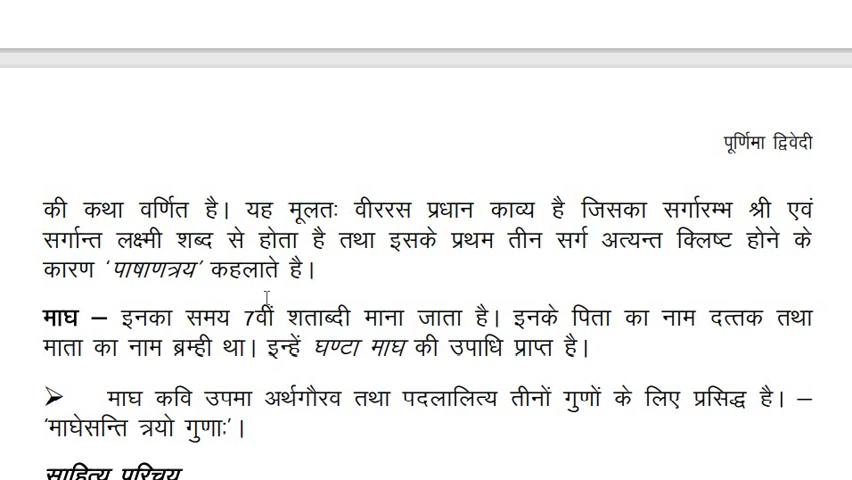 पूर्णिमा द्विवेदी
की कथा वर्णित है। यह मूलतः वीररस प्रधान काव्य है जिसका सर्गारम्भ श्री एवं
सर्गान्त लक्ष्मी शब्द से होता है तथा इसके प्रथम तीन सर्ग अत्यन्त क्लिष्ट होने के
कारण ‘पाषाणत्रय’ कहलाते है।
माघ – इनका समय 7वीं शताब्दी माना जाता है। इनके पिता का नाम दत्तक तथा
माता का नाम ब्रम्ही था। इन्हें घण्टा माघ की उपाधि प्राप्त है।
➢ माघ कवि उपमा अर्थगौरव तथा पदलालित्य तीनों गुणों के लिए प्रसिद्ध है। –
‘माघेसन्ति त्रयो गुणाः’।
साहित्य परिचय